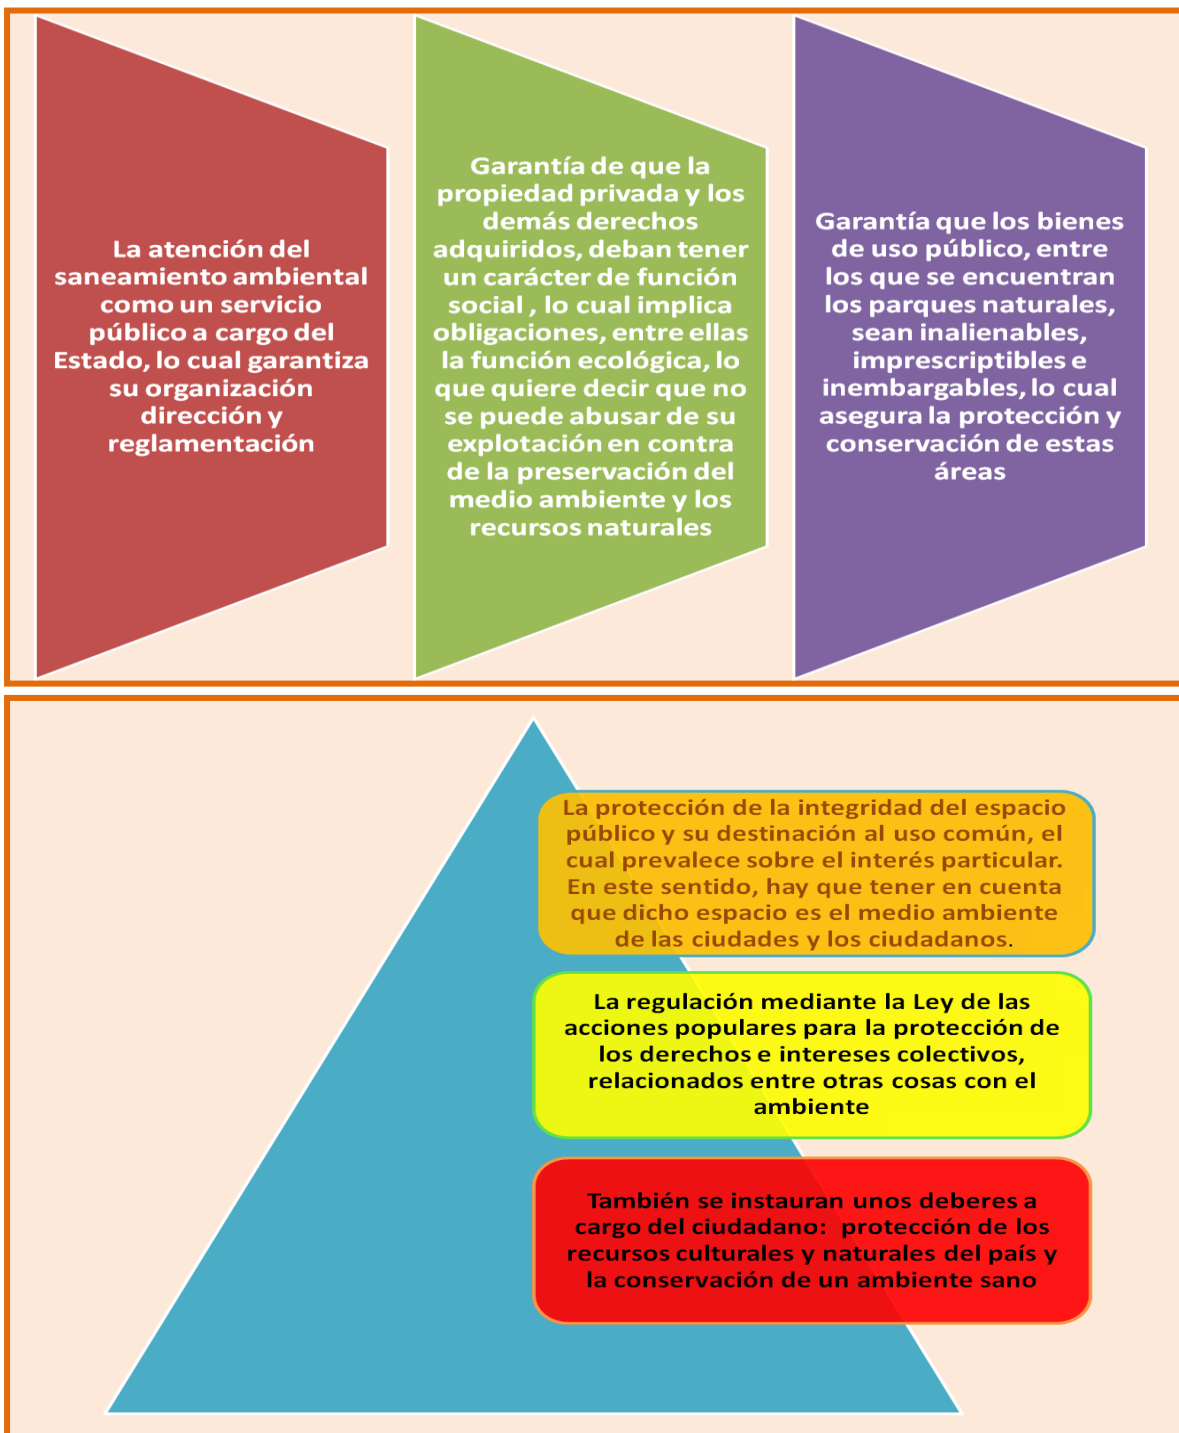 La atención del
saneamiento ambiental
como un servicio
público a cargo del
Estado, lo cual garantiza
su organización
dirección y
reglamentación
Garantía de que la
propiedad privada y los
demás derechos
adquiridos, deban tener
un carácter de función
social , lo cual implica
obligaciones, entre ellas
la función ecológica, lo
que quiere decir que no
se puede abusar de su
explotación en contra
de la preservación del
medio ambiente y los
recursos naturales
Garantía que los bienes
de uso público, entre
los que se encuentran
los parques naturales,
sean inalienables,
imprescriptibles e
inembargables, lo cual
asegura la protección y
conservación de estas
áreas
La protección de la integridad del espacio
público y su destinación al uso común, el
cual prevalece sobre el interés particular.
En este sentido, hay que tener en cuenta
que dicho espacio es el medio ambiente
de las ciudades y los ciudadanos.
La regulación mediante la Ley de las
acciones populares para la protección de
los derechos e intereses colectivos,
relacionados entre otras cosas con el
ambiente
También se instauran unos deberes a
cargo del ciudadano:  protección de los
recursos culturales y naturales del país y
la conservación de un ambiente sano